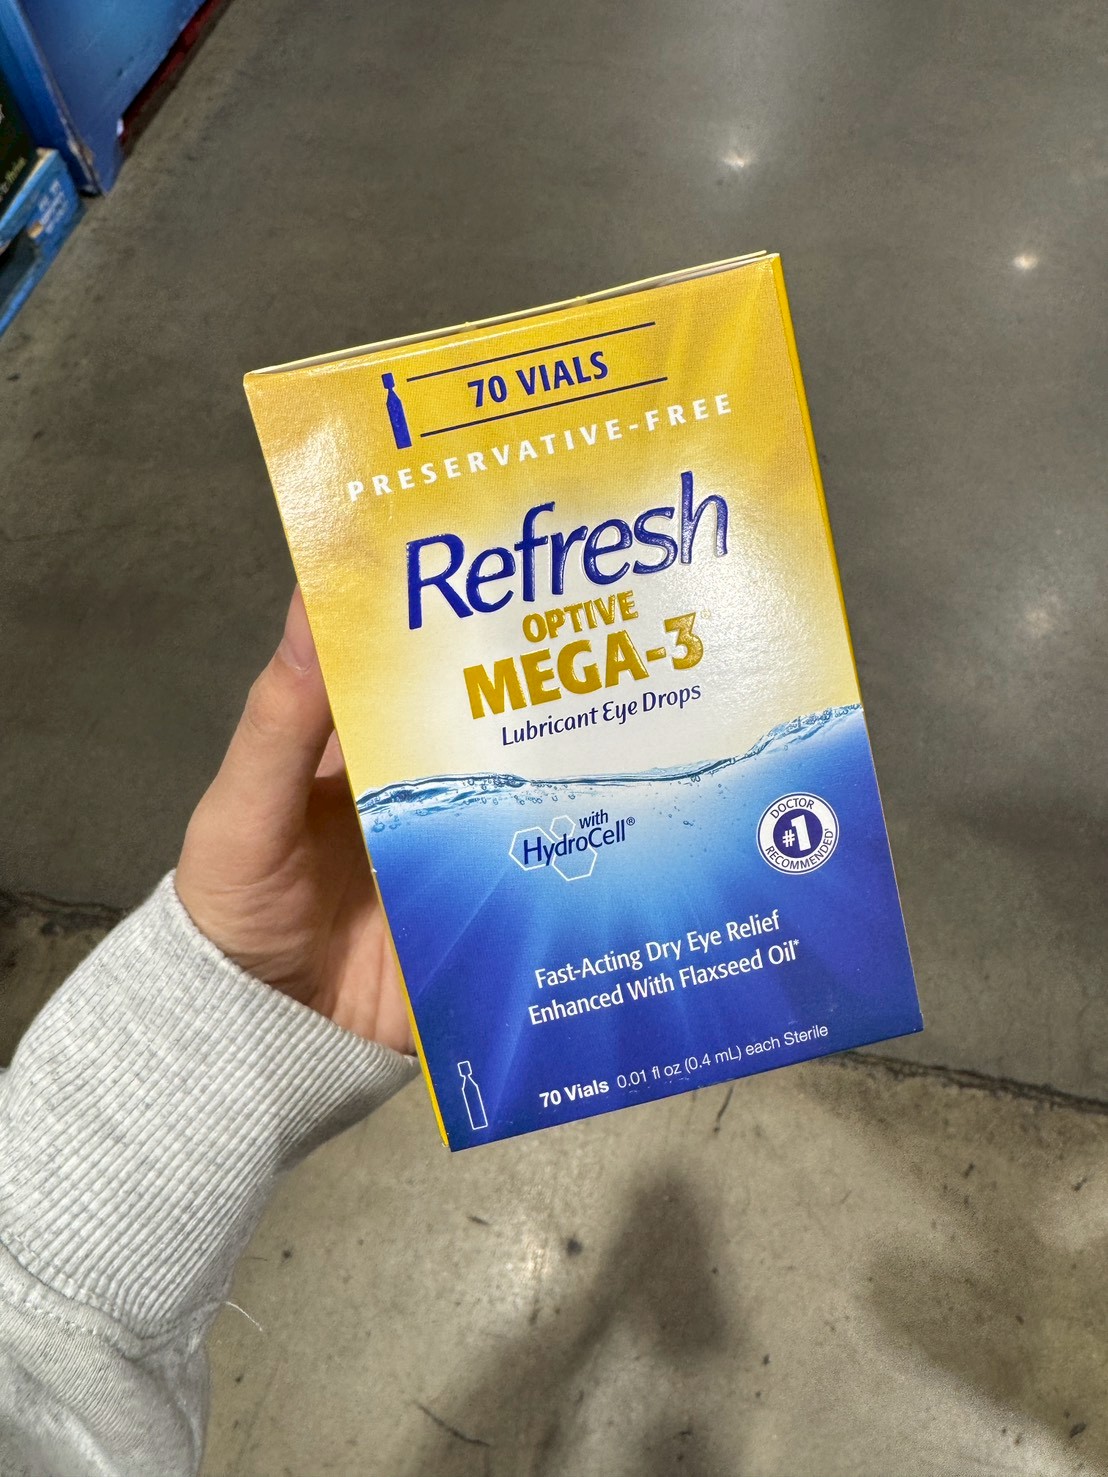 70 VIALS
PRESERVATIVE-FREE
Refresh
OPTIVE
MEGA-3®
Lubricant Eye Drops
with
HydroCell®
DOCTOR
#1
RECOMMENDED†
Fast-Acting Dry Eye Relief
Enhanced With Flaxseed Oil*
70 Vials 0.01 fl oz (0.4 mL) each Sterile